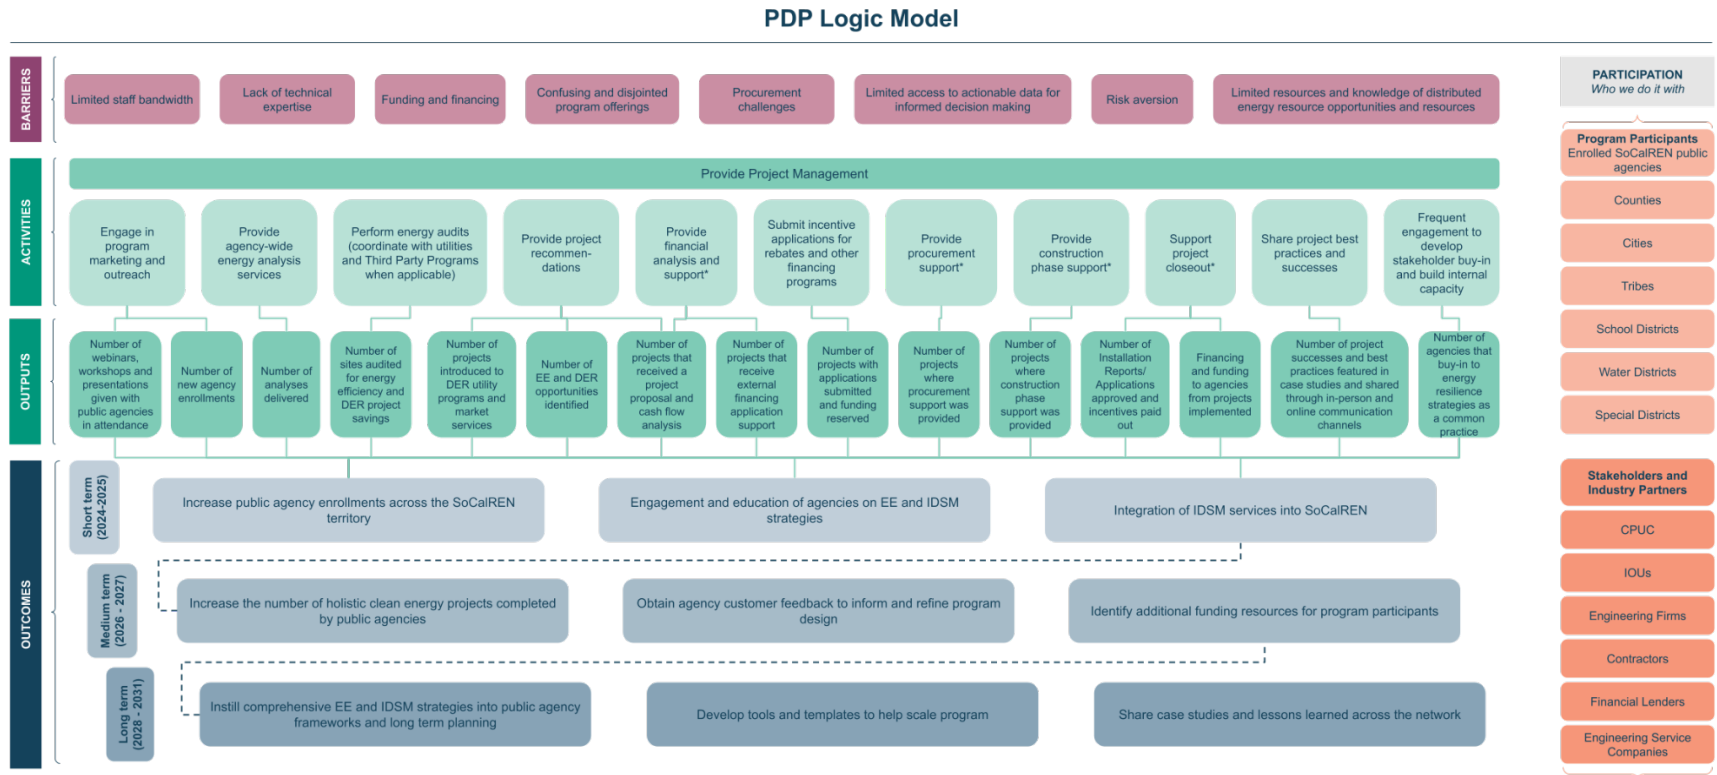 PDP Logic Model
BARRIERS
Limited staff bandwidth
Lack of technical
expertise
Funding and financing
Confusing and disjointed
program offerings
Procurement
challenges
Limited access to actionable data for
informed decision making
Risk aversion
Limited resources and knowledge of distributed
energy resource opportunities and resources
ACTIVITIES
Provide Project Management
Engage in
program
marketing and
outreach
Provide
agency-wide
energy analysis
services
Perform energy audits
(coordinate with utilities
and Third Party Programs
when applicable)
Provide project
recommen-
dations
Provide
financial
analysis and
support*
Submit incentive
applications for
rebates and other
financing
programs
Provide
procurement
support*
Provide
construction
phase support*
Support
project
closeout*
Share project best
practices and
successes
Frequent
engagement to
develop
stakeholder buy-in
and build internal
capacity
OUTPUTS
Number of
webinars,
workshops and
presentations
given with
public agencies
in attendance
Number of
new agency
enrollments
Number of
analyses
delivered
Number of
sites audited
for energy
efficiency and
DER project
savings
Number of
projects
introduced to
DER utility
programs and
market
services
Number of
EE and DER
opportunities
identified
Number of
projects that
received a
project
proposal and
cash flow
analysis
Number of
projects that
receive
external
financing
application
support
Number of
projects with
applications
submitted
and funding
reserved
Number of
projects
where
procurement
support was
provided
Number of
projects
where
construction
phase
support was
provided
Number of
Installation
Reports/
Applications
approved and
incentives paid
out
Financing
and funding
to agencies
from projects
implemented
Number of project
successes and best
practices featured in
case studies and shared
through in-person and
online communication
channels
Number of
agencies that
buy-in to
energy
resilience
strategies as
a common
practice
OUTCOMES
Short term
(2024-2025)
Increase public agency enrollments across the SoCalREN
territory
Engagement and education of agencies on EE and IDSM
strategies
Integration of IDSM services into SoCalREN
Medium term
(2026 - 2027)
Increase the number of holistic clean energy projects completed
by public agencies
Obtain agency customer feedback to inform and refine program
design
Identify additional funding resources for program participants
Long term
(2028 - 2031)
Instill comprehensive EE and IDSM strategies into public agency
frameworks and long term planning
Develop tools and templates to help scale program
Share case studies and lessons learned across the network
PARTICIPATION
Who we do it with
Program Participants
Enrolled SoCalREN public
agencies
Counties
Cities
Tribes
School Districts
Water Districts
Special Districts
Stakeholders and
Industry Partners
CPUC
IOUs
Engineering Firms
Contractors
Financial Lenders
Engineering Service
Companies